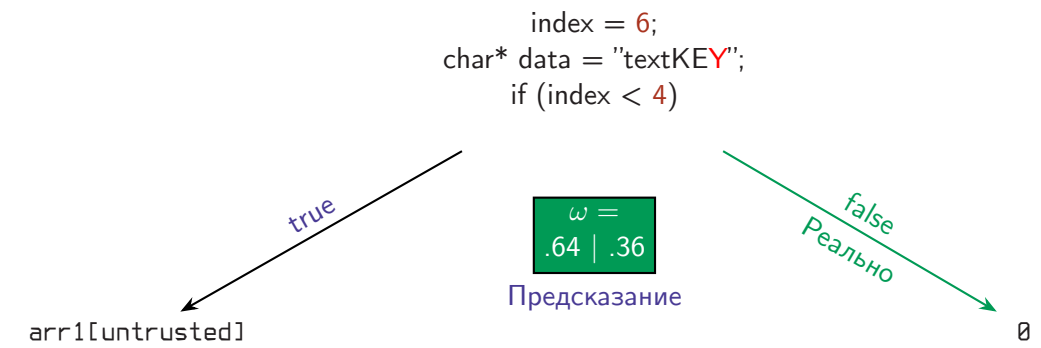 index = 6;
char* data = "textKEY";
if (index < 4)
true
false
Реально
ω =
.64 | .36
Предсказание
arr1[untrusted]
0